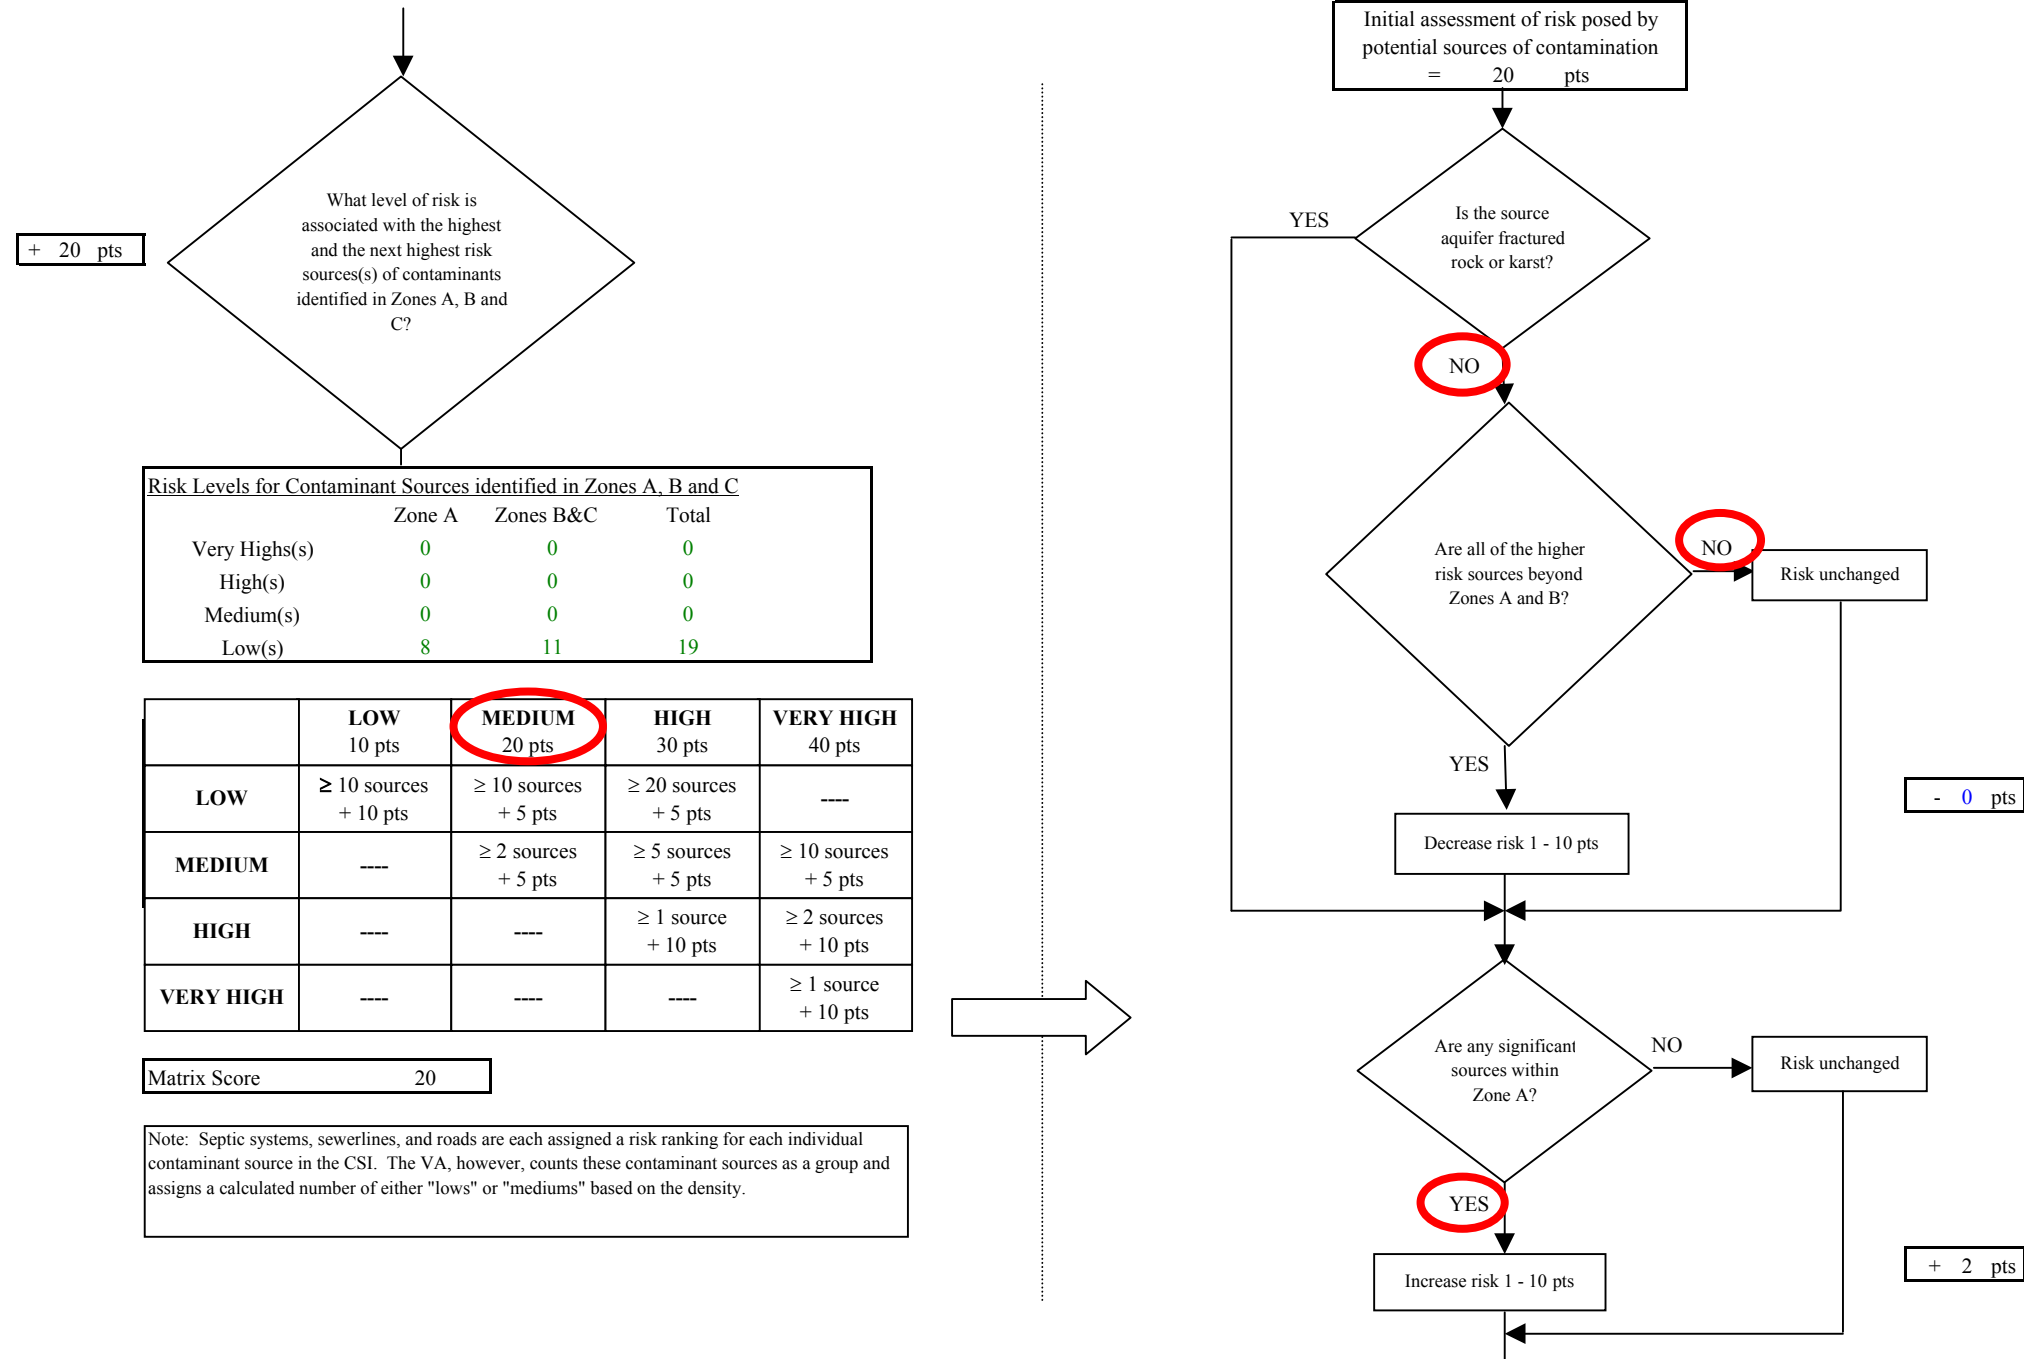 + 20 pts
What level of risk is
associated with the highest
and the next highest risk
sources(s) of contaminants
identified in Zones A, B and
C?
Risk Levels for Contaminant Sources identified in Zones A, B and C
Zone A Zones B&C Total
Very Highs(s) 0 0 0
High(s) 0 0 0
Medium(s) 0 0 0
Low(s) 8 11 19
LOW MEDIUM HIGH VERY HIGH
10 pts 20 pts 30 pts 40 pts
LOW ≥ 10 sources ≥ 10 sources ≥ 20 sources ----
+ 10 pts + 5 pts + 5 pts
MEDIUM ---- ≥ 2 sources ≥ 5 sources ≥ 10 sources
+ 5 pts + 5 pts + 5 pts
HIGH ---- ---- ≥ 1 source ≥ 2 sources
+ 10 pts + 10 pts
VERY HIGH ---- ---- ---- ≥ 1 source
+ 10 pts
Matrix Score 20
Note: Septic systems, sewerlines, and roads are each assigned a risk ranking for each individual
contaminant source in the CSI. The VA, however, counts these contaminant sources as a group and
assigns a calculated number of either "lows" or "mediums" based on the density.
Initial assessment of risk posed by
potential sources of contamination
= 20 pts
Is the source
aquifer fractured
rock or karst?
YES
NO
Are all of the higher
risk sources beyond
Zones A and B?
NO
Risk unchanged
YES
Decrease risk 1 - 10 pts
- 0 pts
Are any significant
sources within
Zone A?
NO
Risk unchanged
YES
Increase risk 1 - 10 pts
+ 2 pts